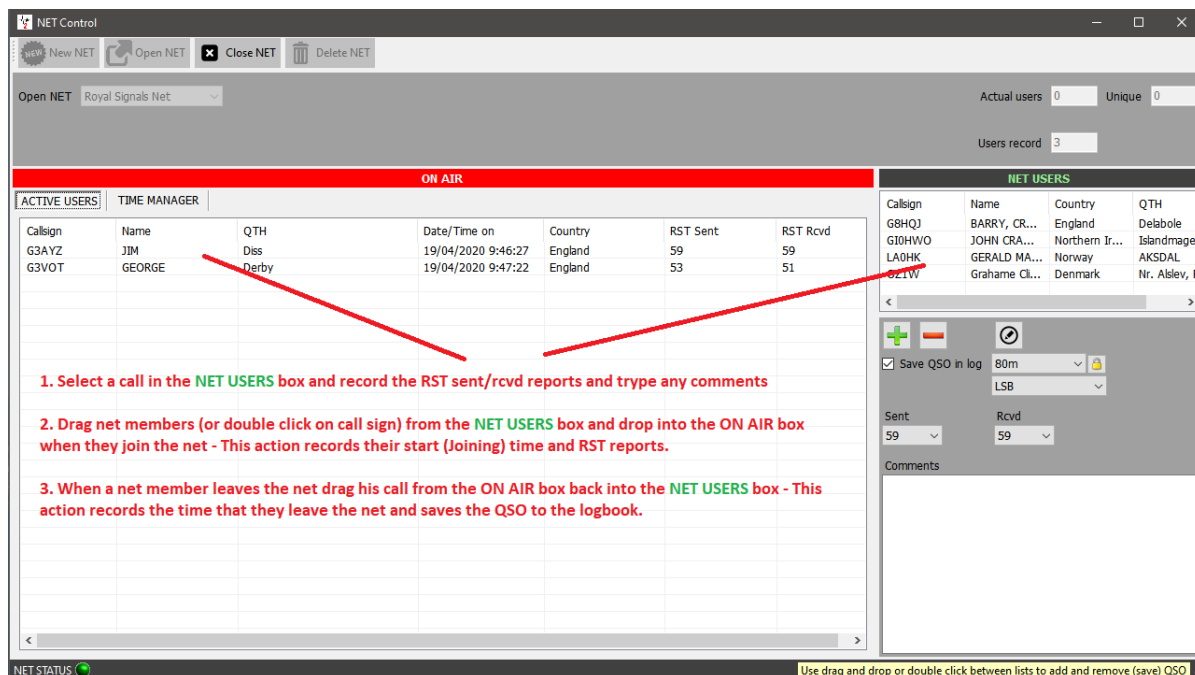 NET Control
NEW New NET Open NET Close NET Delete NET
Open NET Royal Signals Net Actual users 0 Unique 0
Users record 3
ON AIR NET USERS
ACTIVE USERS TIME MANAGER
Callsign Name QTH Date/Time on Country RST Sent RST Rcvd
G3AYZ JIM Diss 19/04/2020 9:46:27 England 59 59
G3VOT GEORGE Derby 19/04/2020 9:47:22 England 53 51
Callsign Name Country QTH
G8HQJ BARRY, CR... England Delabole
GI0HWO JOHN CRA... Northern Ir... Islandmage
LA0HK GERALD MA... Norway AKSDAL
OZ1W Grahame Cli... Denmark Nr. Alslev,
1. Select a call in the NET USERS box and record the RST sent/rcvd reports and trype any comments
2. Drag net members (or double click on call sign) from the NET USERS box and drop into the ON AIR box
when they join the net - This action records their start (Joining) time and RST reports.
3. When a net member leaves the net drag his call from the ON AIR box back into the NET USERS box - This
action records the time that they leave the net and saves the QSO to the logbook.
Save QSO in log 80m
LSB
Sent Rcvd
59 59
Comments
NET STATUS Use drag and drop or double click between lists to add and remove (save) QSO